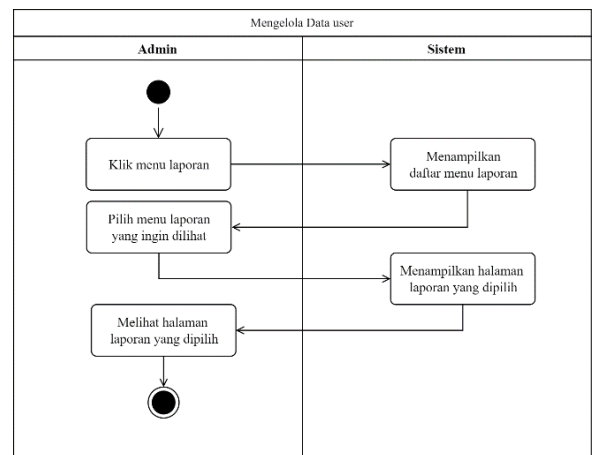 Mengelola Data user
Admin
Sistem
Klik menu laporan
Menampilkan
daftar menu laporan
Pilih menu laporan
yang ingin dilihat
Menampilkan halaman
laporan yang dipilih
Melihat halaman
laporan yang dipilih